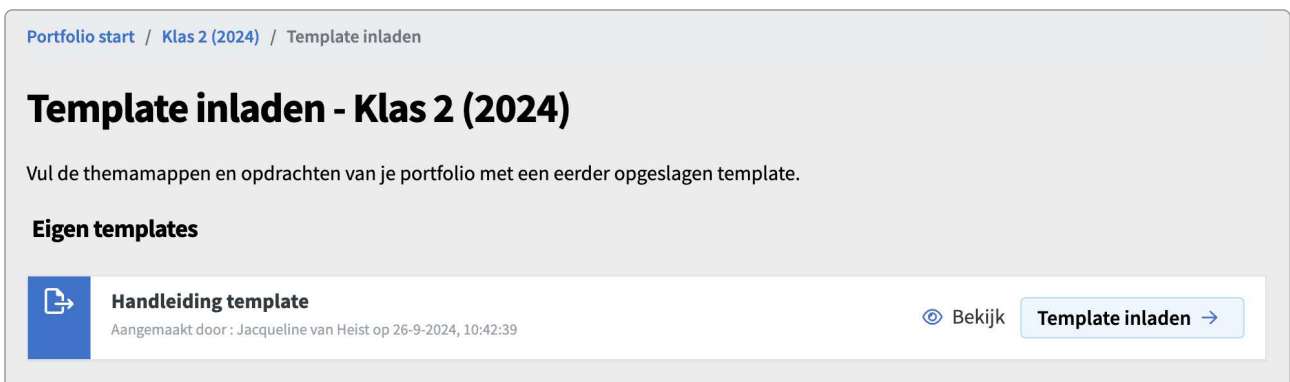 Portfolio start / Klas 2 (2024) / Template inladen
Template inladen - Klas 2 (2024)
Vul de themamappen en opdrachten van je portfolio met een eerder opgeslagen template.
Eigen templates
Handleiding template
Aangemaakt door : Jacqueline van Heist op 26-9-2024, 10:42:39
Bekijk
Template inladen →